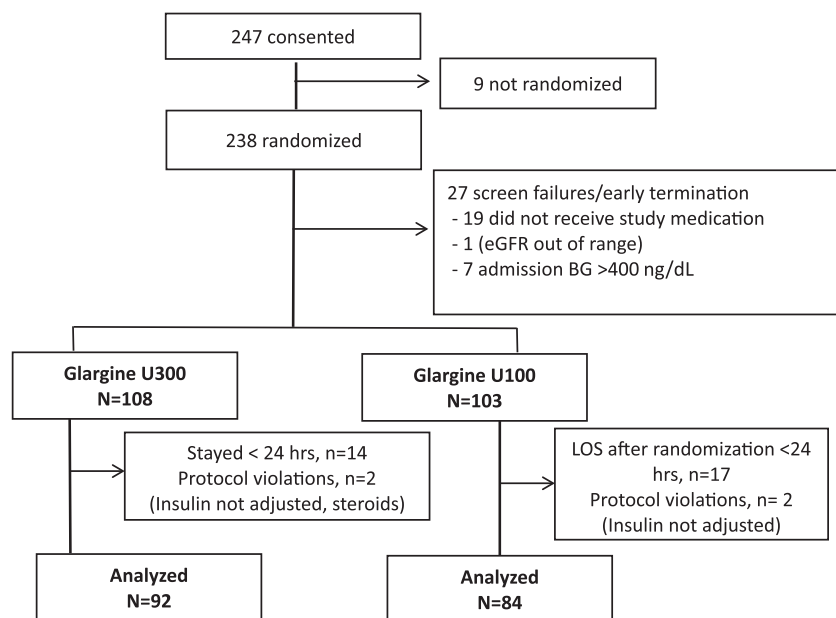 247 consented
9 not randomized
238 randomized
27 screen failures/early termination
- 19 did not receive study medication
- 1 (eGFR out of range)
- 7 admission BG >400 ng/dL
Glargine U300
N=108
Glargine U100
N=103
Stayed < 24 hrs, n=14
Protocol violations, n=2
(Insulin not adjusted, steroids)
LOS after randomization <24
hrs, n=17
Protocol violations, n= 2
(Insulin not adjusted)
Analyzed
N=92
Analyzed
N=84